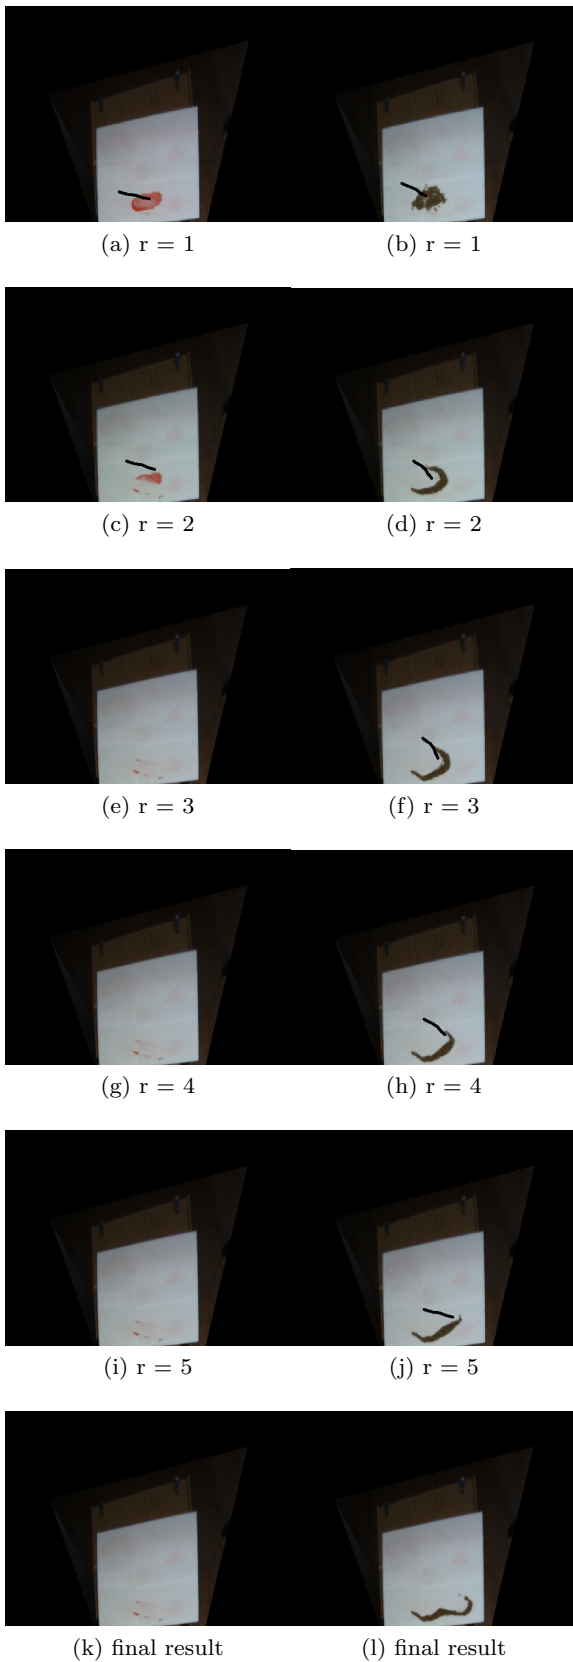 (a) r = 1
(b) r = 1
(c) r = 2
(d) r = 2
(e) r = 3
(f) r = 3
(g) r = 4
(h) r = 4
(i) r = 5
(j) r = 5
(k) final result
(l) final result